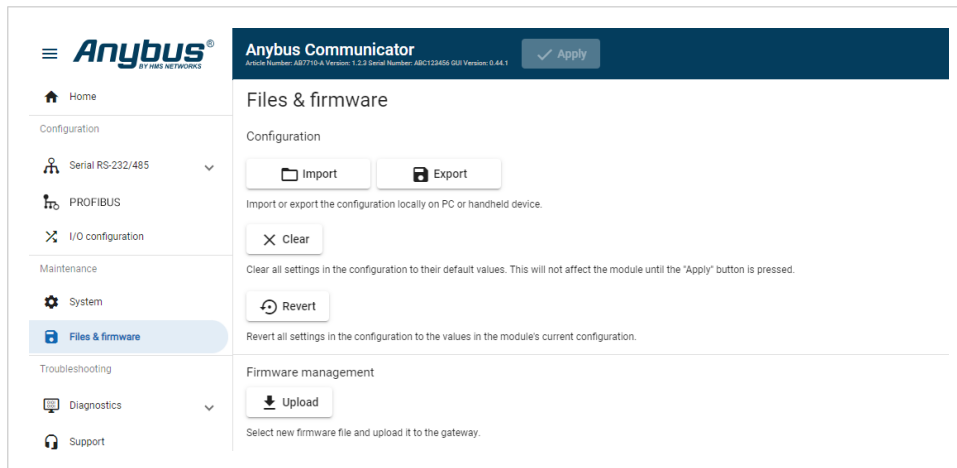 Anybus®
BY HMS NETWORKS
Anybus Communicator
Article Number: AB7710-A Version: 1.2.3 Serial Number: ABC123456 GUI Version: 0.44.1
Apply
Home
Configuration
Serial RS-232/485
PROFIBUS
I/O configuration
Maintenance
System
Files & firmware
Troubleshooting
Diagnostics
Support
Files & firmware
Configuration
Import
Export
Import or export the configuration locally on PC or handheld device.
Clear
Clear all settings in the configuration to their default values. This will not affect the module until the "Apply" button is pressed.
Revert
Revert all settings in the configuration to the values in the module's current configuration.
Firmware management
Upload
Select new firmware file and upload it to the gateway.